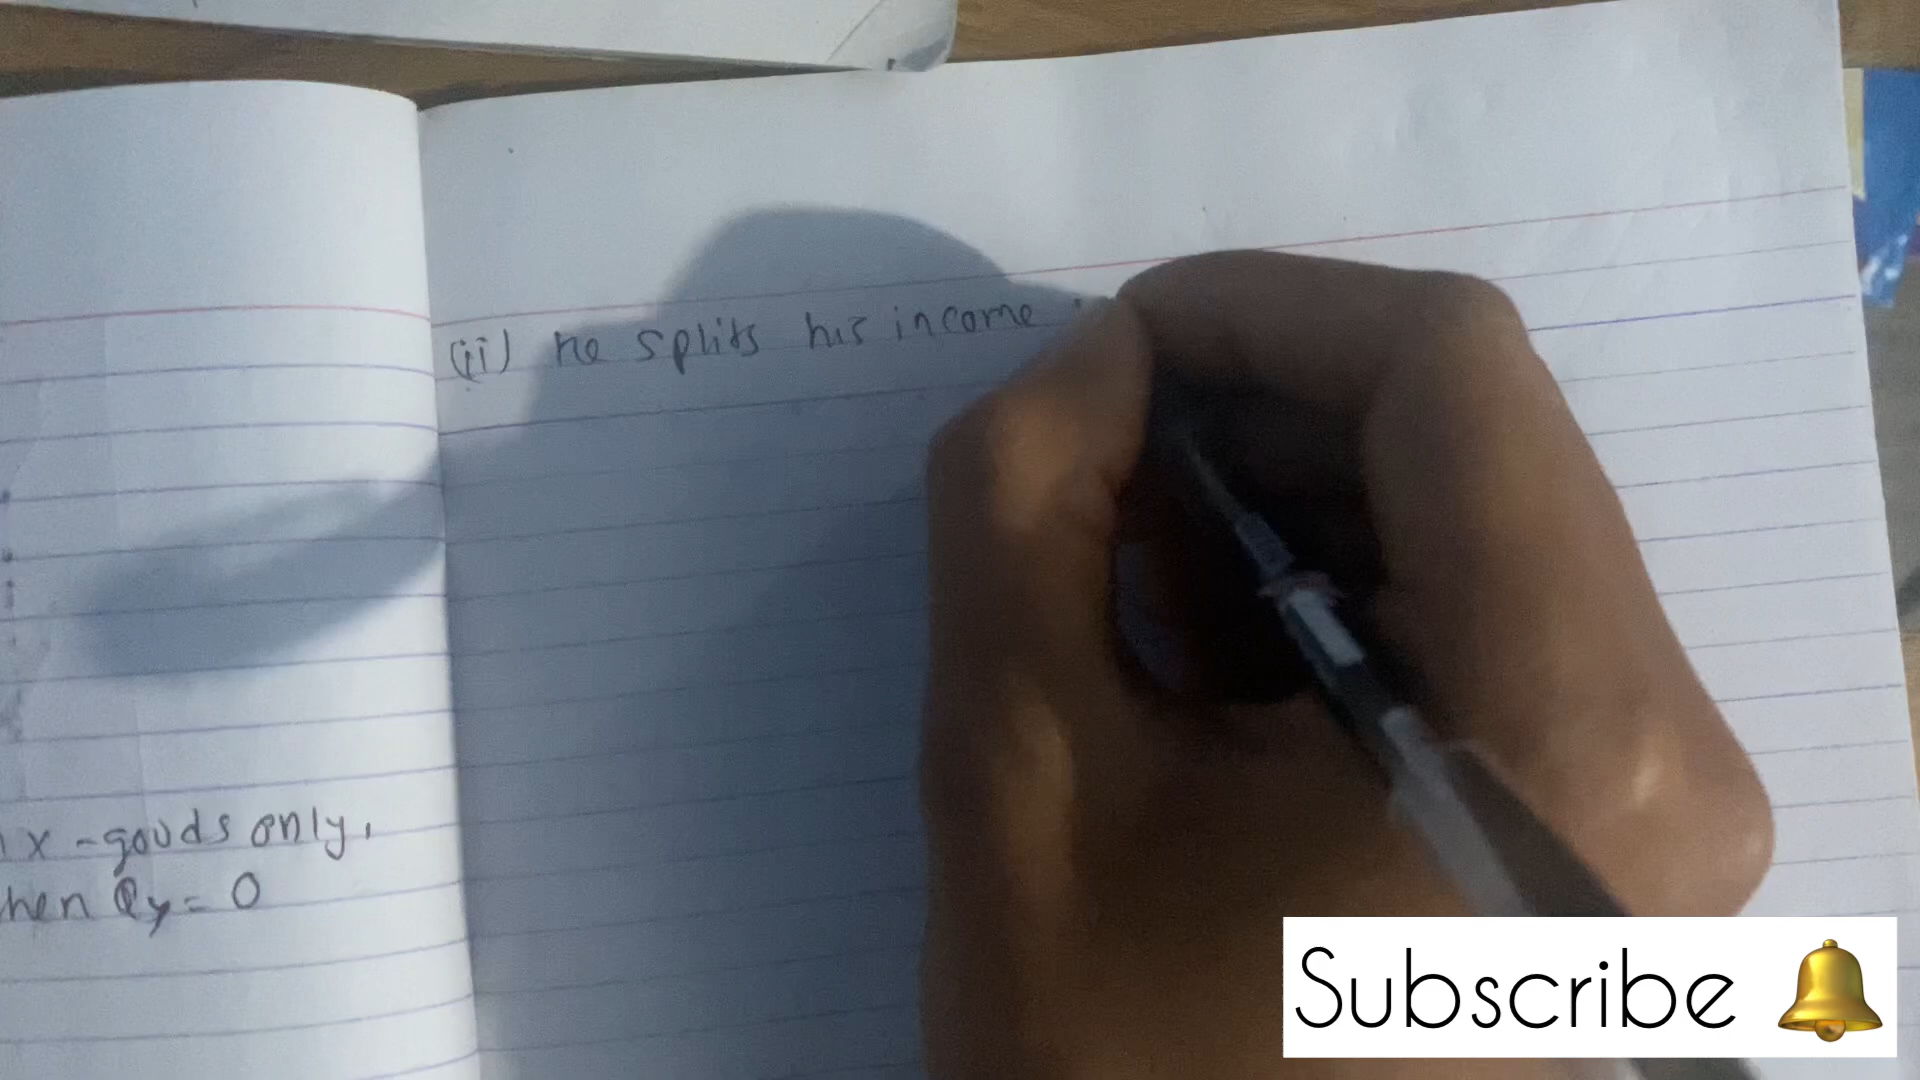 (ii) he splits his income
x - goods only,
hen Qy = 0
Subscribe